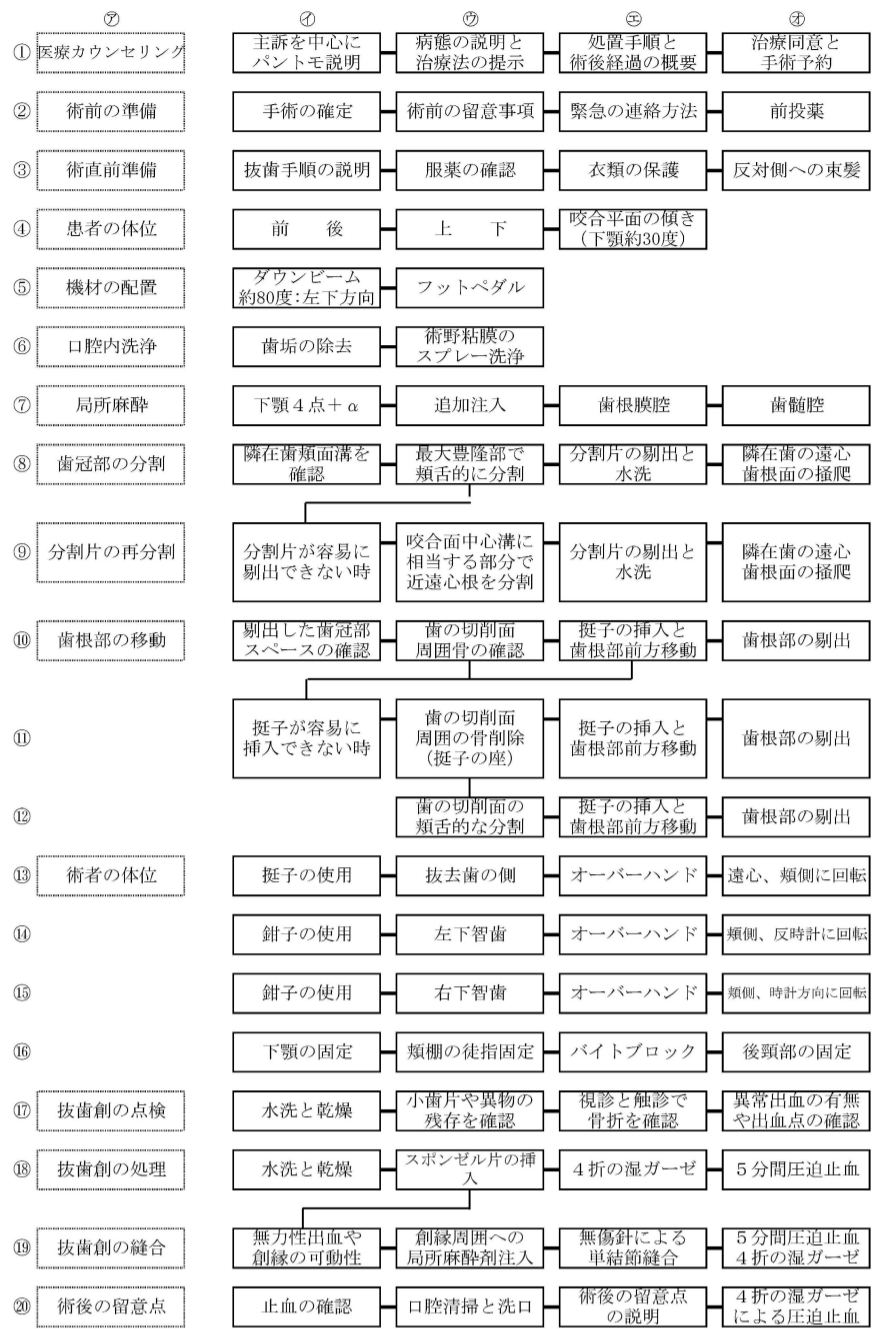 ㋐ ㋑ ㋒ ㋓ ㋔
① 医療カウンセリング 主訴を中心に パントモ説明 病態の説明と 治療法の提示 処置手順と 術後経過の概要 治療同意と 手術予約
② 術前の準備 手術の確定 術前の留意事項 緊急の連絡方法 前投薬
③ 術直前準備 抜歯手順の説明 服薬の確認 衣類の保護 反対側への束髪
④ 患者の体位 前 後 上 下 咬合平面の傾き (下顎約30度)
⑤ 機材の配置 ダウンビーム 約80度:左下方向 フットペダル
⑥ 口腔内洗浄 歯垢の除去 術野粘膜の スプレー洗浄
⑦ 局所麻酔 下顎4点+α 追加注入 歯根膜腔 歯髄腔
⑧ 歯冠部の分割 隣在歯頬面溝を 確認 最大豊隆部で 頬舌的に分割 分割片の剔出と 水洗 隣在歯の遠心 歯根面の掻爬
⑨ 分割片の再分割 分割片が容易に 剔出できない時 咬合面中心溝に 相当する部分で 近遠心根を分割 分割片の剔出と 水洗 隣在歯の遠心 歯根面の掻爬
⑩ 歯根部の移動 剔出した歯冠部 スペースの確認 歯の切削面 周囲骨の確認 挺子の挿入と 歯根部前方移動 歯根部の剔出
⑪ 挺子が容易に 挿入できない時 歯の切削面 周囲の骨削除 (挺子の座) 挺子の挿入と 歯根部前方移動 歯根部の剔出
⑫ 歯の切削面の 頬舌的な分割 挺子の挿入と 歯根部前方移動 歯根部の剔出
⑬ 術者の体位 挺子の使用 抜去歯の側 オーバーハンド 遠心、頬側に回転
⑭ 鉗子の使用 左下智歯 オーバーハンド 頬側、反時計に回転
⑮ 鉗子の使用 右下智歯 オーバーハンド 頬側、時計方向に回転
⑯ 下顎の固定 頬棚の徒指固定 バイトブロック 後頸部の固定
⑰ 抜歯創の点検 水洗と乾燥 小歯片や異物の 残存を確認 視診と触診で 骨折を確認 異常出血の有無 や出血点の確認
⑱ 抜歯創の処理 水洗と乾燥 スポンゼル片の挿 入 4折の湿ガーゼ 5分間圧迫止血
⑲ 抜歯創の縫合 無力性出血や 創縁の可動性 創縁周囲への 局所麻酔剤注入 無傷針による 単結節縫合 5分間圧迫止血 4折の湿ガーゼ
⑳ 術後の留意点 止血の確認 口腔清掃と洗口 術後の留意点 の説明 4折の湿ガーゼ による圧迫止血